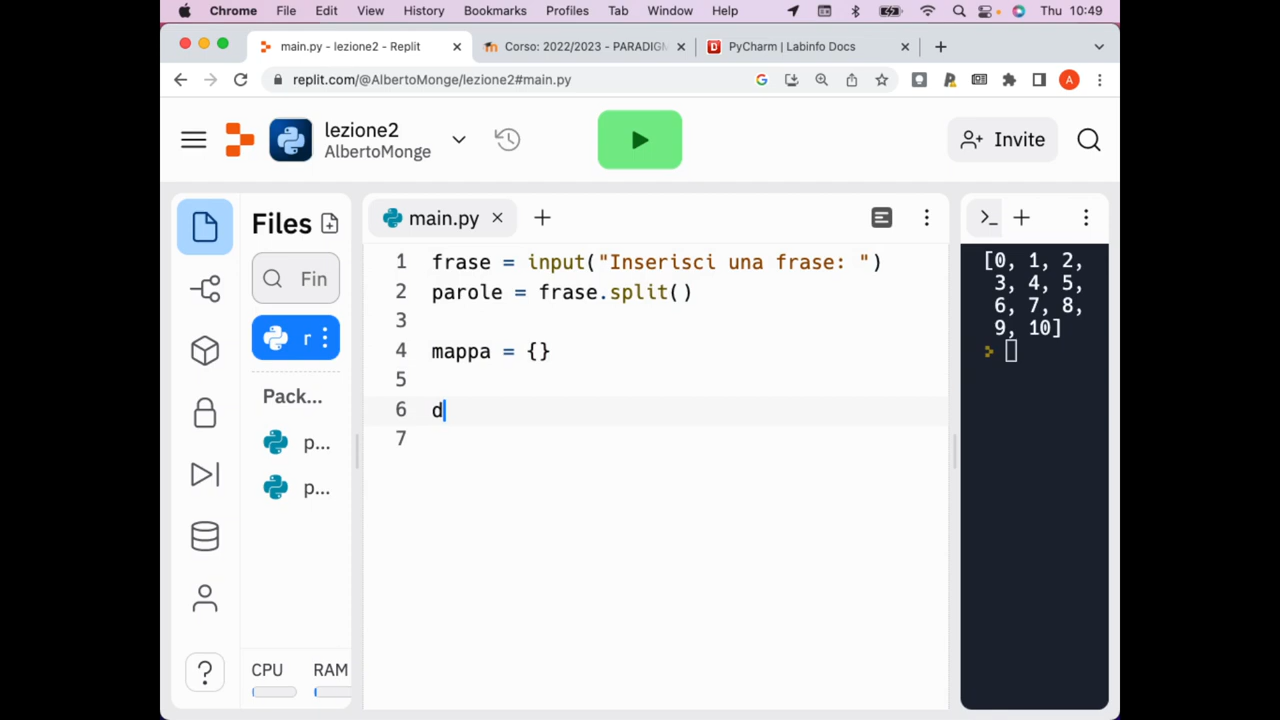 Chrome File Edit View History Bookmarks Profiles Tab Window Help Thu 10:49
main.py - lezione2 - Replit
Corso: 2022/2023 - PARADIGM
PyCharm | Labinfo Docs
replit.com/@AlbertoMonge/lezione2#main.py
A
lezione2
AlbertoMonge
Invite
Files
Fin
r
Pack...
p...
p...
CPU RAM
?
main.py
1 frase = input("Inserisci una frase: ")
2 parole = frase.split()
3
4 mappa = {}
5
6 d
7
>_
[0, 1, 2,
3, 4, 5,
6, 7, 8,
9, 10]
>